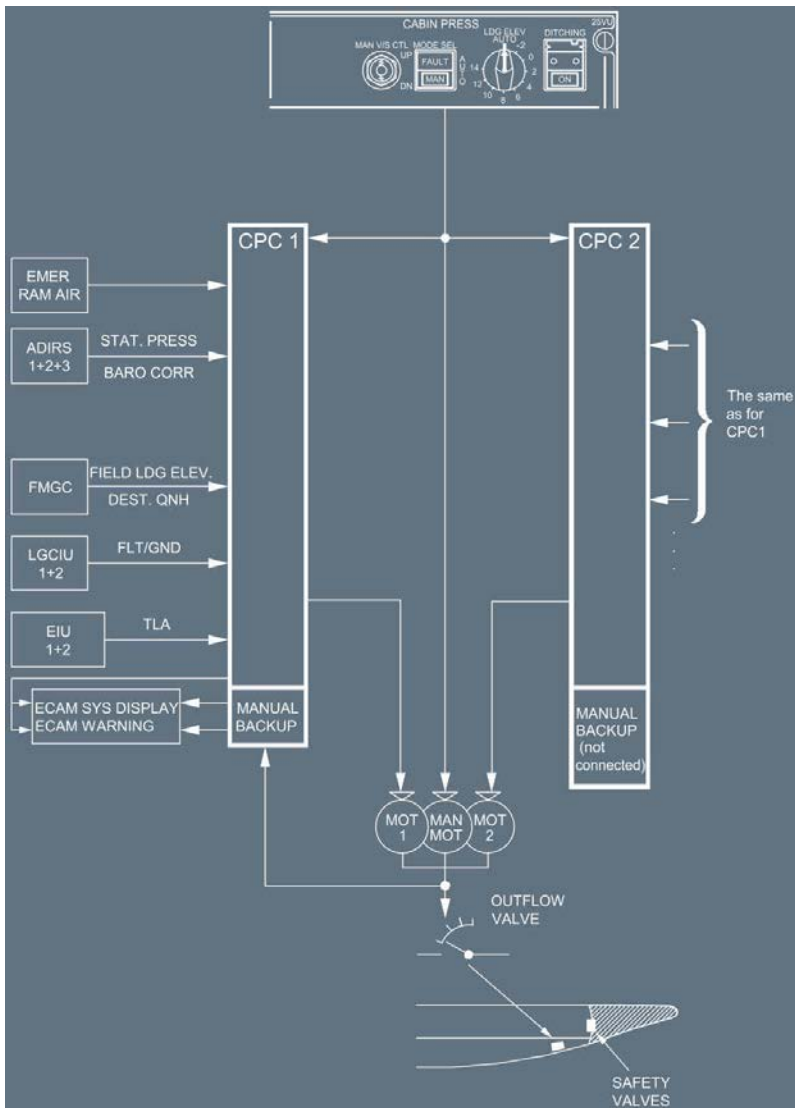 CABIN PRESS
25VU
MAN V/S CTL
UP
DN
MODE SEL
FAULT
MAN
AUTO
LDG ELEV
AUTO
-2
0
2
4
6
8
10
12
14
DITCHING
ON
CPC 1
CPC 2
EMER
RAM AIR
ADIRS
1+2+3
STAT. PRESS
BARO CORR
The same
as for
CPC1
FMGC
FIELD LDG ELEV.
DEST. QNH
LGCIU
1+2
FLT/GND
EIU
1+2
TLA
ECAM SYS DISPLAY
ECAM WARNING
MANUAL
BACKUP
MANUAL
BACKUP
(not
connected)
MOT
1
MAN
MOT
MOT
2
OUTFLOW
VALVE
SAFETY
VALVES